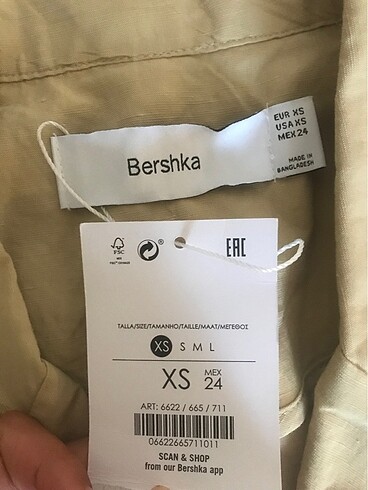 Bershka
EUR XS
USA XS
MEX 24
MADE IN
BANGLADESH
FSC
EAC
TALLA/SIZE/TAMANHO/TAILLE/MAAT/ΜΕΓΕΘΟΣ
XS S M L
XS MEX 24
ART: 6622 / 665 / 711
06622665711011
SCAN & SHOP
from our Bershka app